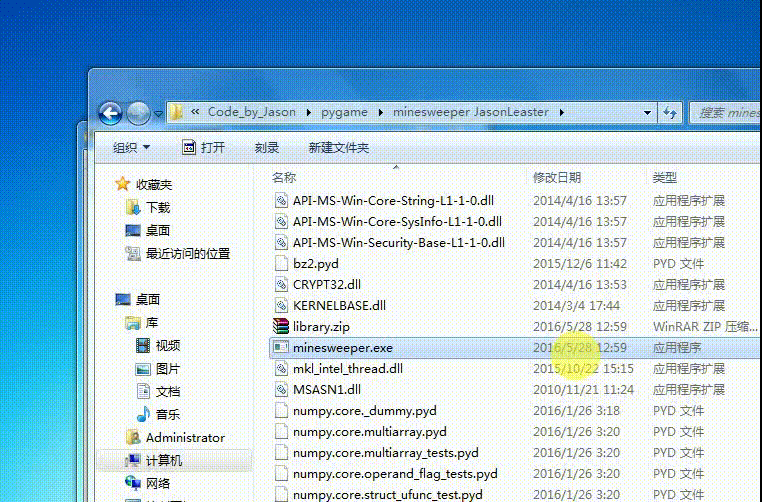 « Code_by_Jason ▸ pygame ▸ minesweeper JasonLeaster ▸ 搜索 mines
组织 打开 刻录 新建文件夹
名称 修改日期 类型
收藏夹
下载
桌面
最近访问的位置
桌面
库
视频
图片
文档
音乐
Administrator
计算机
网络
API-MS-Win-Core-String-L1-1-0.dll 2014/4/16 13:57 应用程序扩展
API-MS-Win-Core-SysInfo-L1-1-0.dll 2014/4/16 13:57 应用程序扩展
API-MS-Win-Security-Base-L1-1-0.dll 2014/4/16 13:57 应用程序扩展
bz2.pyd 2015/12/6 11:42 PYD 文件
CRYPT32.dll 2014/4/16 13:53 应用程序扩展
KERNELBASE.dll 2014/3/4 17:44 应用程序扩展
library.zip 2016/5/28 12:59 WinRAR ZIP 压缩...
minesweeper.exe 2016/5/28 12:59 应用程序
mkl_intel_thread.dll 2015/10/22 15:15 应用程序扩展
MSASN1.dll 2010/11/21 11:24 应用程序扩展
numpy.core._dummy.pyd 2016/1/26 3:18 PYD 文件
numpy.core.multiarray.pyd 2016/1/26 3:20 PYD 文件
numpy.core.multiarray_tests.pyd 2016/1/26 3:20 PYD 文件
numpy.core.operand_flag_tests.pyd 2016/1/26 3:20 PYD 文件
numpy.core.struct_ufunc_test.pyd 2016/1/26 3:20 PYD 文件